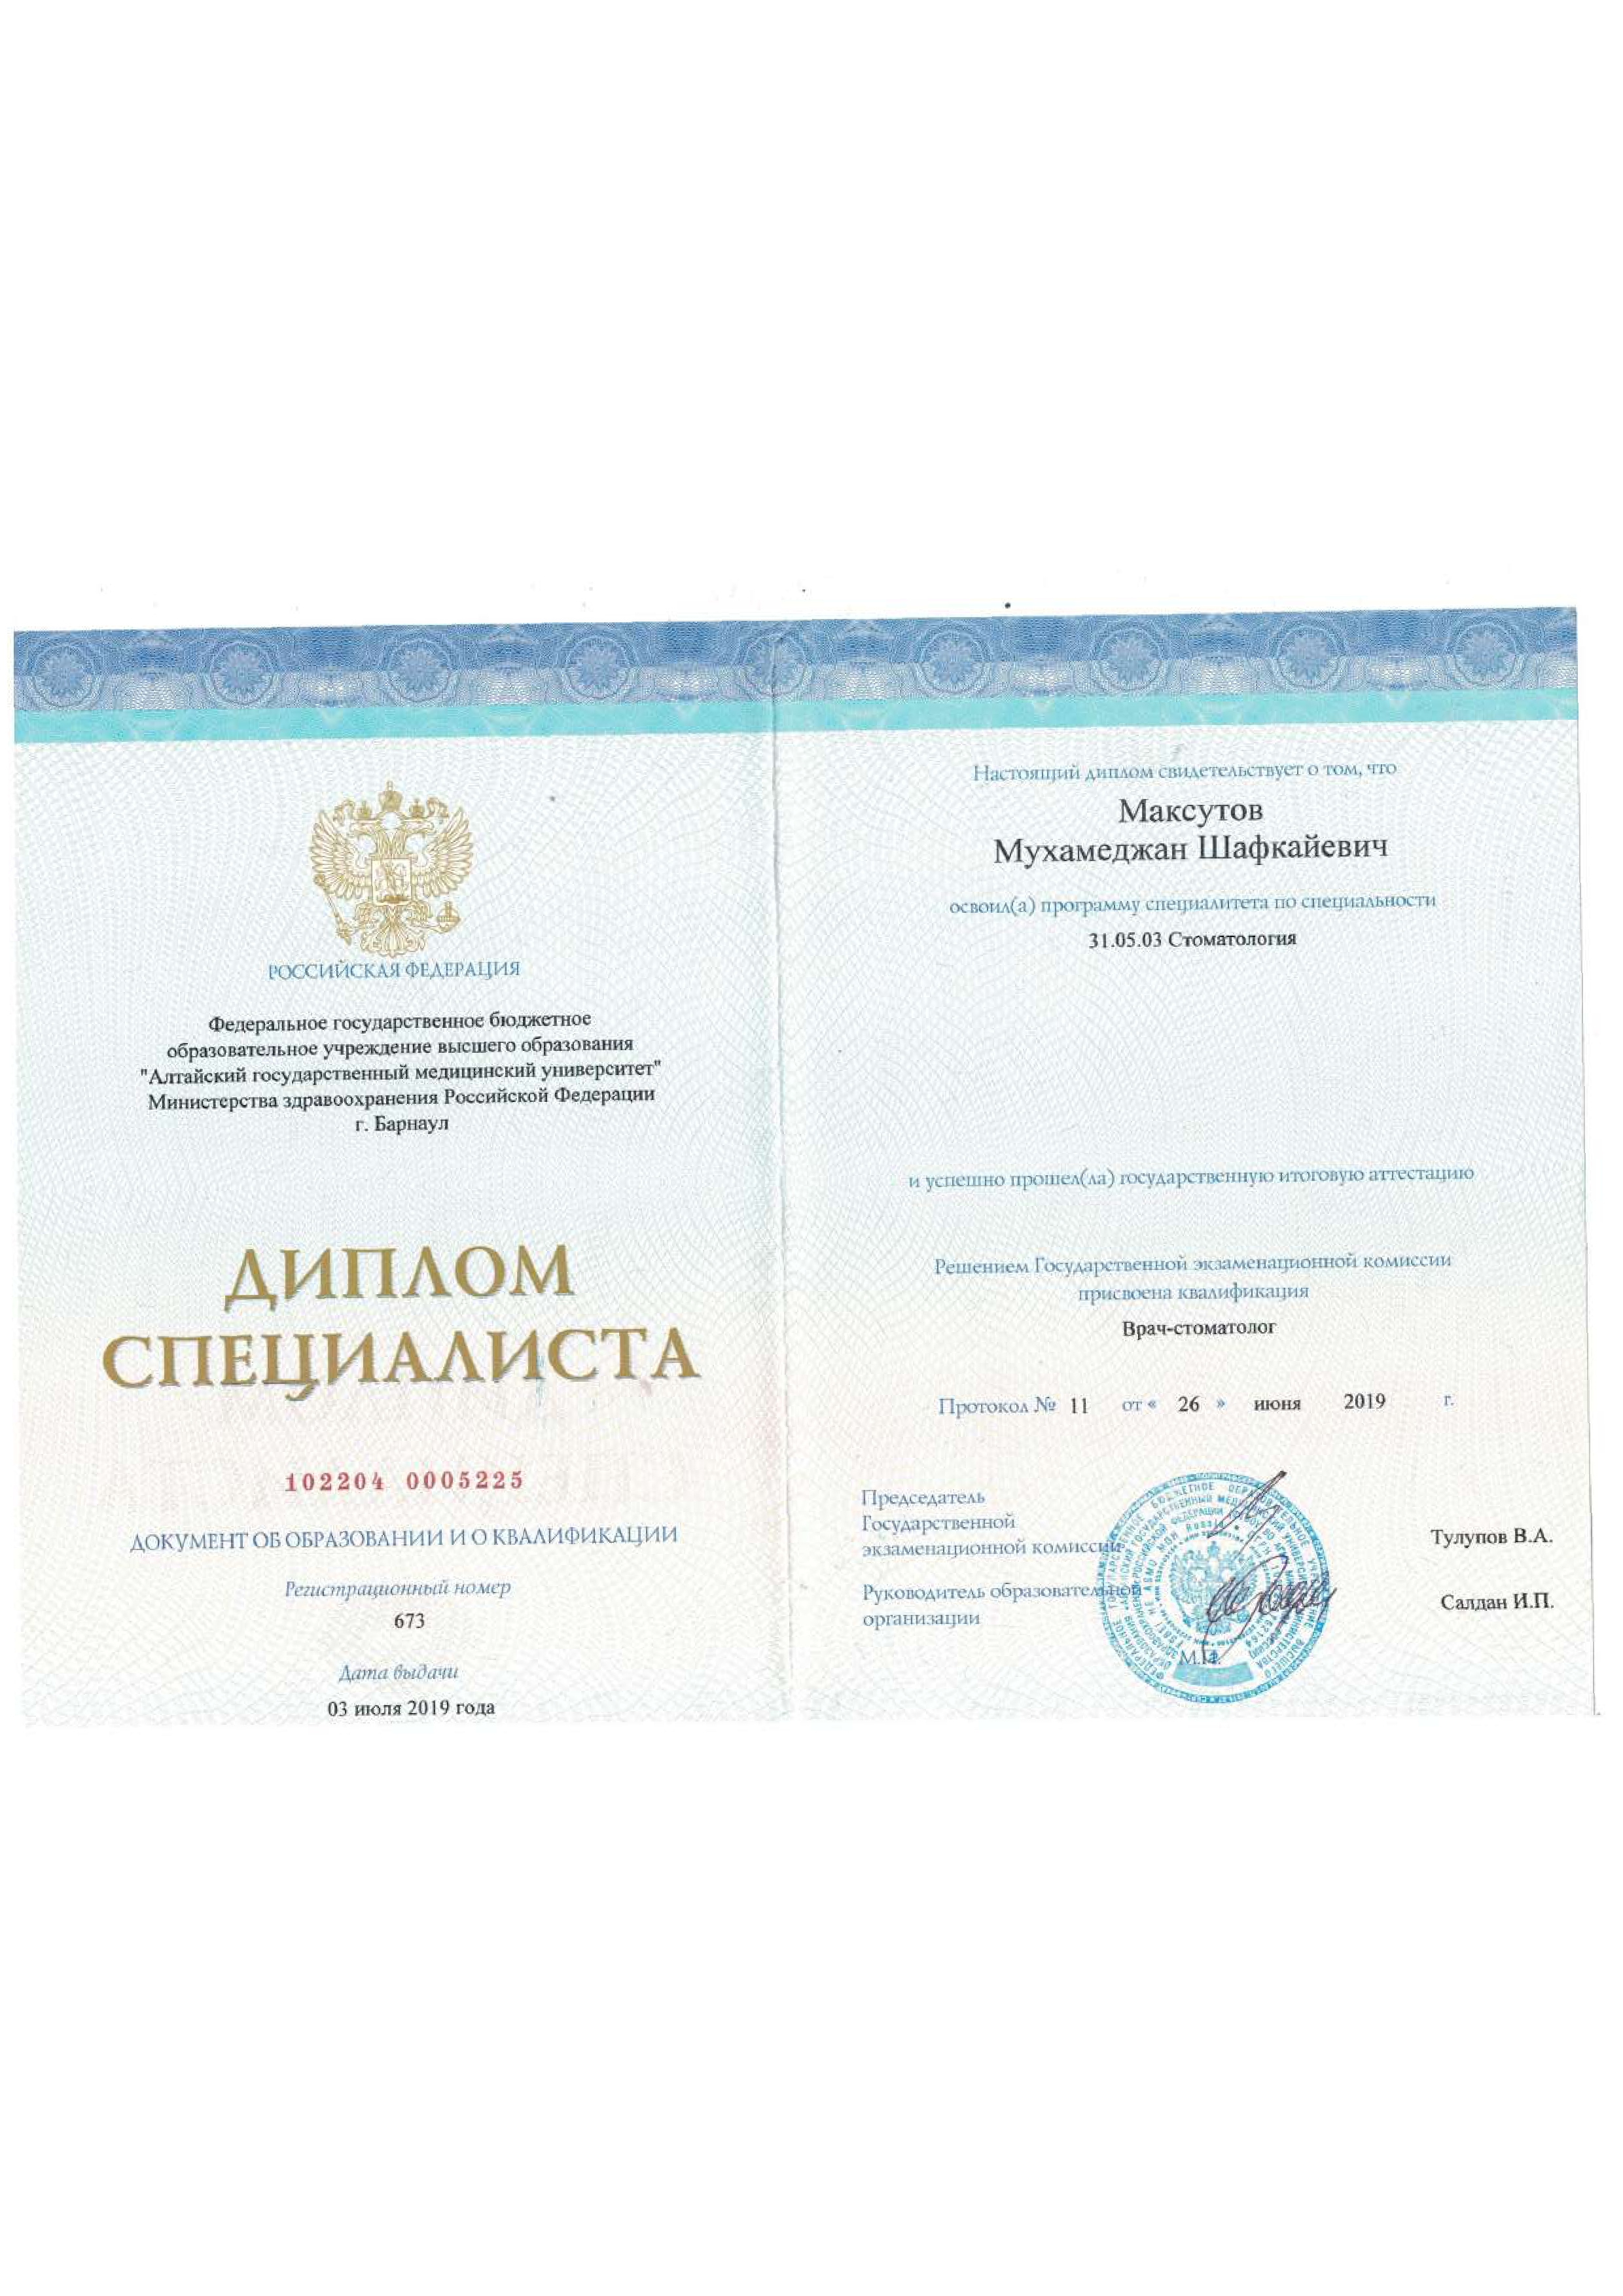 РОССИЙСКАЯ ФЕДЕРАЦИЯ
Федеральное государственное бюджетное
образовательное учреждение высшего образования
"Алтайский государственный медицинский университет"
Министерства здравоохранения Российской Федерации
г. Барнаул
ДИПЛОМ
СПЕЦИАЛИСТА
102204 0005225
ДОКУМЕНТ ОБ ОБРАЗОВАНИИ И О КВАЛИФИКАЦИИ
Регистрационный номер
673
Дата выдачи
03 июля 2019 года
Настоящий диплом свидетельствует о том, что
Максутов
Мухамеджан Шафкайевич
освоил(а) программу специалитета по специальности
31.05.03 Стоматология
и успешно прошел(ла) государственную итоговую аттестацию
Решением Государственной экзаменационной комиссии
присвоена квалификация
Врач-стоматолог
Протокол № 11 от « 26 » июня 2019 г.
Председатель
Государственной
экзаменационной комиссии
Тулупов В.А.
Руководитель образовательной
организации
Салдан И.П.
М.П.